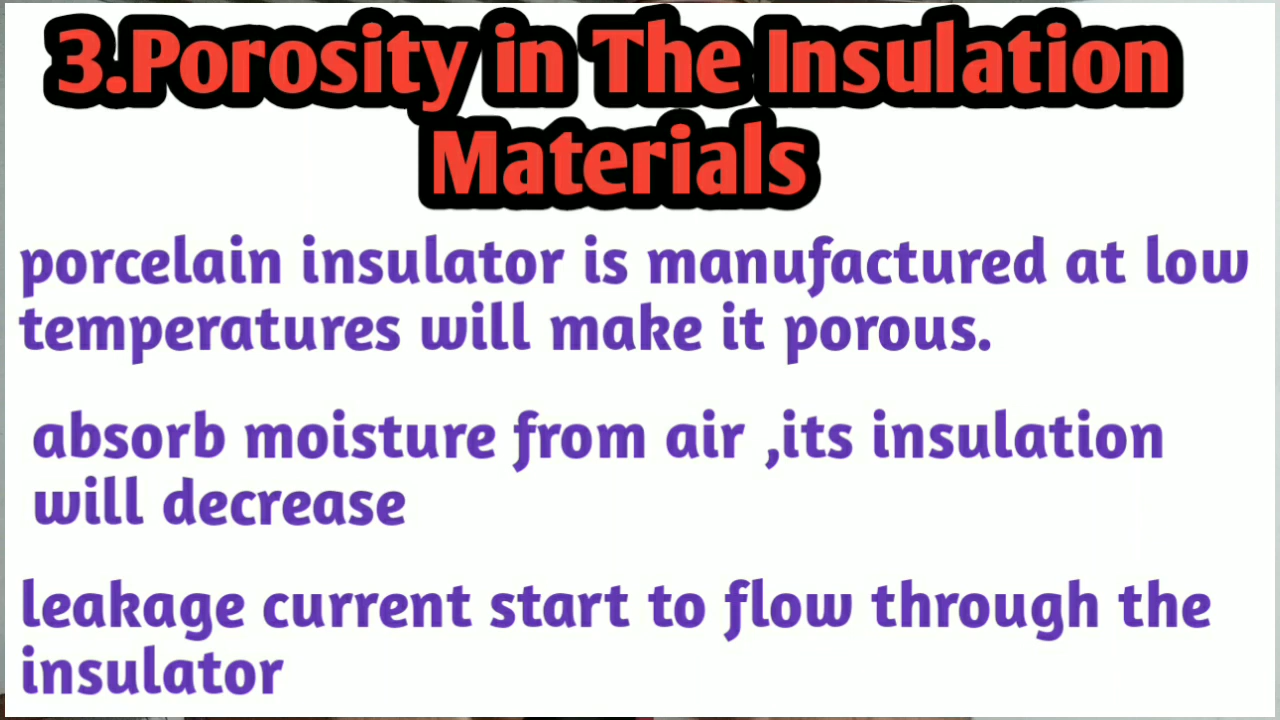 3.Porosity in The Insulation
Materials
porcelain insulator is manufactured at low
temperatures will make it porous.
absorb moisture from air ,its insulation
will decrease
leakage current start to flow through the
insulator